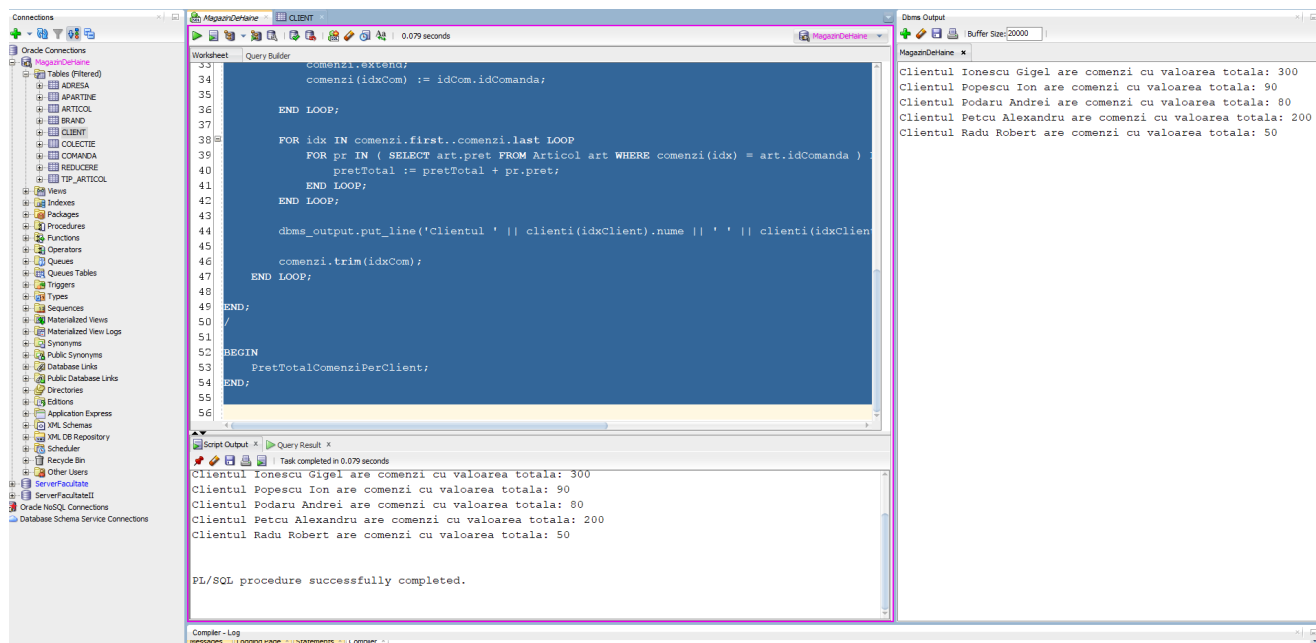 Connections
Oracle Connections
MagazinDeHaine
Tables (Filtered)
ADRESA
APARTINE
ARTICOL
BRAND
CLIENT
COLECTIE
COMANDA
REDUCERE
TIP_ARTICOL
Views
Indexes
Packages
Procedures
Functions
Operators
Queues
Queues Tables
Triggers
Types
Sequences
Materialized Views
Materialized View Logs
Synonyms
Public Synonyms
Database Links
Public Database Links
Directories
Editions
Application Express
XML Schemas
XML DB Repository
Scheduler
Recycle Bin
Other Users
ServerFacultate
ServerFacultateII
Oracle NoSQL Connections
Database Schema Service Connections
MagazinDeHaine CLIENT
0.079 seconds MagazinDeHaine
Worksheet Query Builder
33 comenzi.extend;
34 comenzi(idxCom) := idCom.idComanda;
35
36 END LOOP;
37
38 FOR idx IN comenzi.first..comenzi.last LOOP
39 FOR pr IN ( SELECT art.pret FROM Articol art WHERE comenzi(idx) = art.idComanda )
40 pretTotal := pretTotal + pr.pret;
41 END LOOP;
42 END LOOP;
43
44 dbms_output.put_line('Clientul ' || clienti(idxClient).nume || ' ' || clienti(idxClien
45
46 comenzi.trim(idxCom);
47 END LOOP;
48
49 END;
50 /
51
52 BEGIN
53 PretTotalComenziPerClient;
54 END;
55
56
Script Output x Query Result x
Task completed in 0.079 seconds
Clientul Ionescu Gigel are comenzi cu valoarea totala: 300
Clientul Popescu Ion are comenzi cu valoarea totala: 90
Clientul Podaru Andrei are comenzi cu valoarea totala: 80
Clientul Petcu Alexandru are comenzi cu valoarea totala: 200
Clientul Radu Robert are comenzi cu valoarea totala: 50
PL/SQL procedure successfully completed.
Compiler - Log
Messages Logging Page Statements Compiler
Dbms Output
Buffer Size: 20000
MagazinDeHaine x
Clientul Ionescu Gigel are comenzi cu valoarea totala: 300
Clientul Popescu Ion are comenzi cu valoarea totala: 90
Clientul Podaru Andrei are comenzi cu valoarea totala: 80
Clientul Petcu Alexandru are comenzi cu valoarea totala: 200
Clientul Radu Robert are comenzi cu valoarea totala: 50